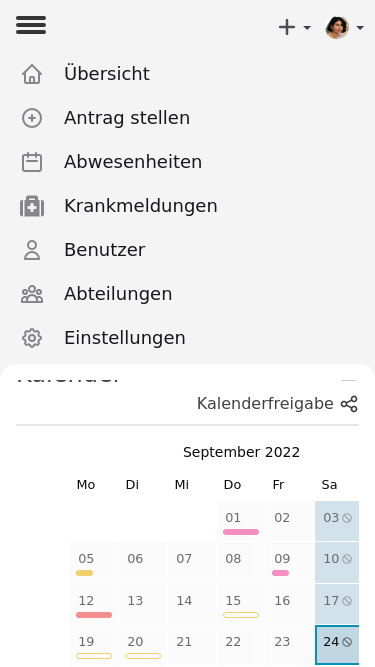 Übersicht
Antrag stellen
Abwesenheiten
Krankmeldungen
Benutzer
Abteilungen
Einstellungen
Kalenderfreigabe
September 2022
Mo Di Mi Do Fr Sa
01 02 03
05 06 07 08 09 10
12 13 14 15 16 17
19 20 21 22 23 24